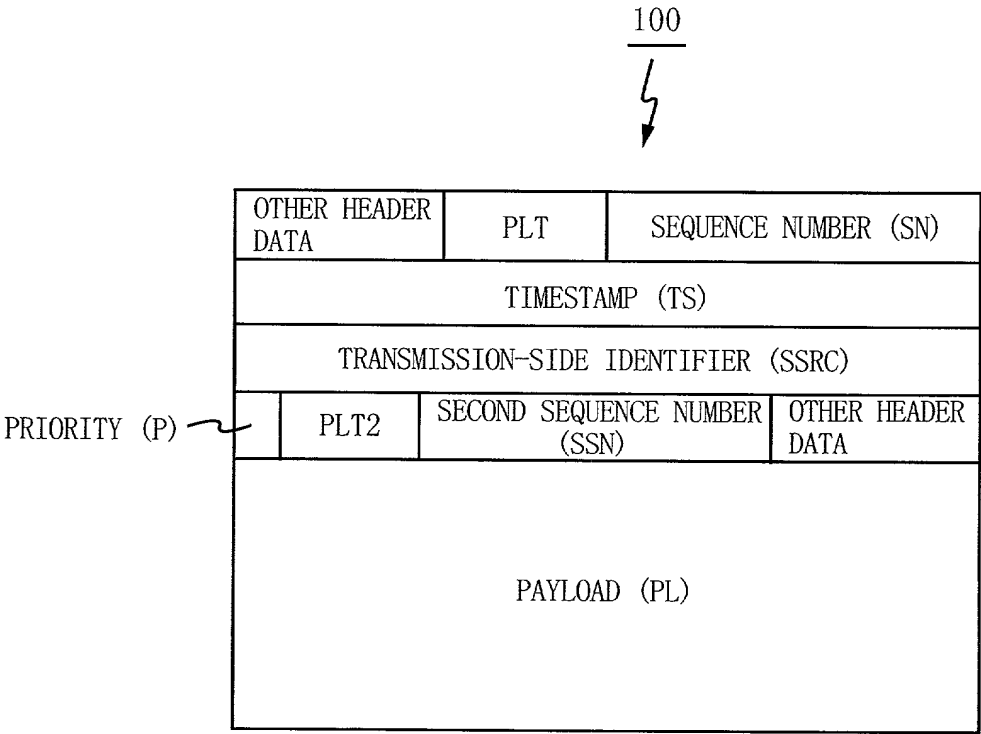 100
OTHER HEADER
DATA
PLT
SEQUENCE NUMBER (SN)
TIMESTAMP (TS)
TRANSMISSION-SIDE IDENTIFIER (SSRC)
PRIORITY (P)
PLT2
SECOND SEQUENCE NUMBER
(SSN)
OTHER HEADER
DATA
PAYLOAD (PL)